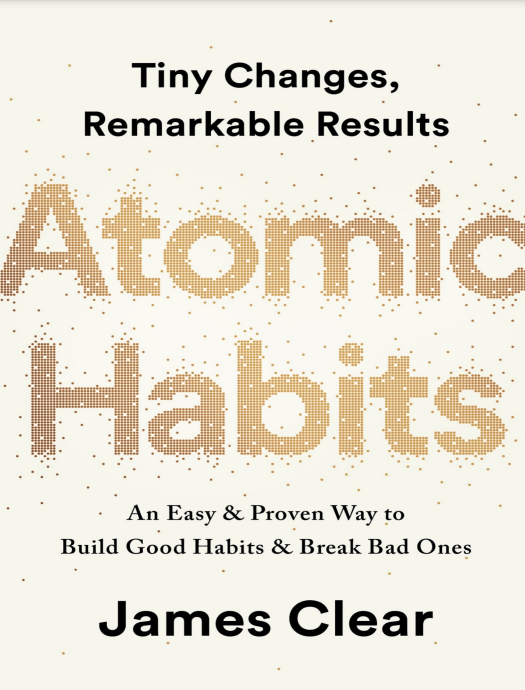 Tiny Changes,
Remarkable Results
Atomic
Habits
An Easy & Proven Way to
Build Good Habits & Break Bad Ones
James Clear